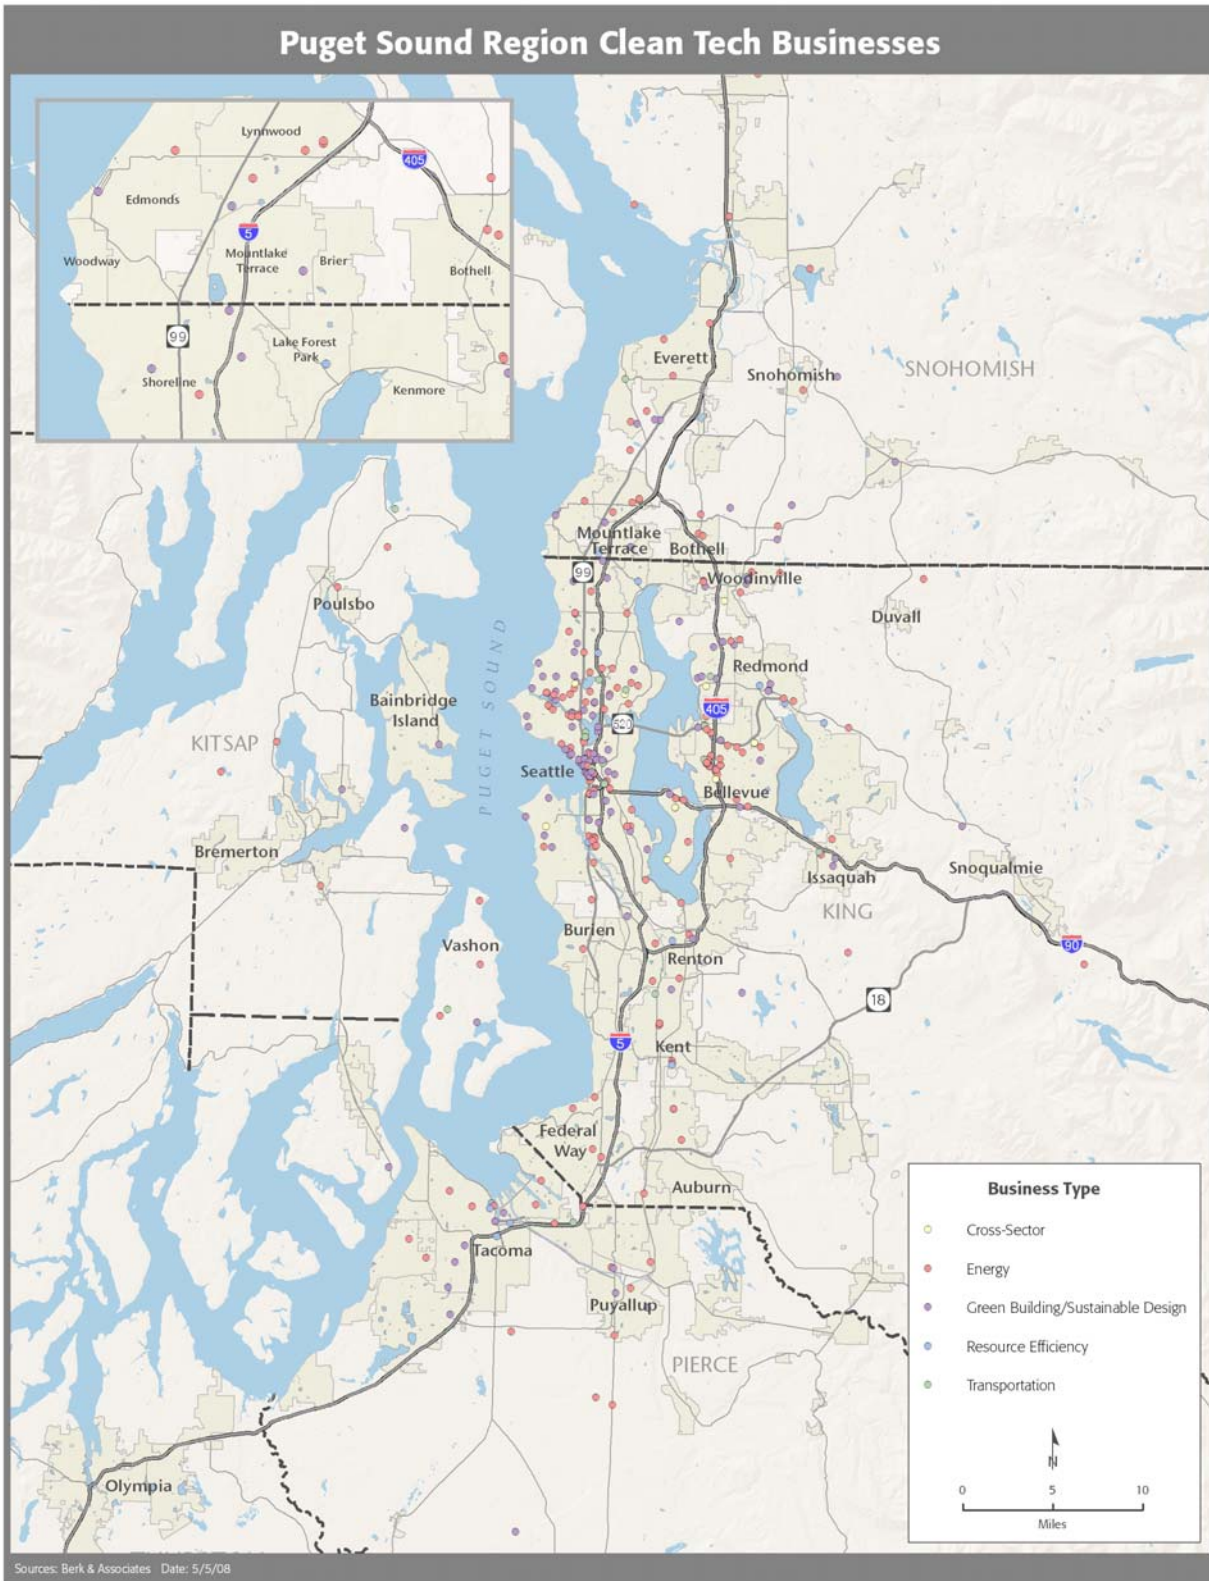 Puget Sound Region Clean Tech Businesses
Lynnwood
405
Edmonds
5
Woodway
Mountlake
Terrace
Brier
Bothell
99
Lake Forest
Park
Shoreline
Kenmore
Everett
Snohomish
SNOHOMISH
Mountlake
Terrace
Bothell
99
Woodinville
Poulsbo
Duvall
PUGET SOUND
Redmond
Bainbridge
Island
405
520
KITSAP
Seattle
Bellevue
Bremerton
Issaquah
Snoqualmie
KING
Burien
Vashon
Renton
90
18
5
Kent
Federal
Way
Auburn
Tacoma
Puyallup
PIERCE
Olympia
Business Type
Cross-Sector
Energy
Green Building/Sustainable Design
Resource Efficiency
Transportation
N
0 5 10
Miles
Sources: Berk & Associates Date: 5/5/08